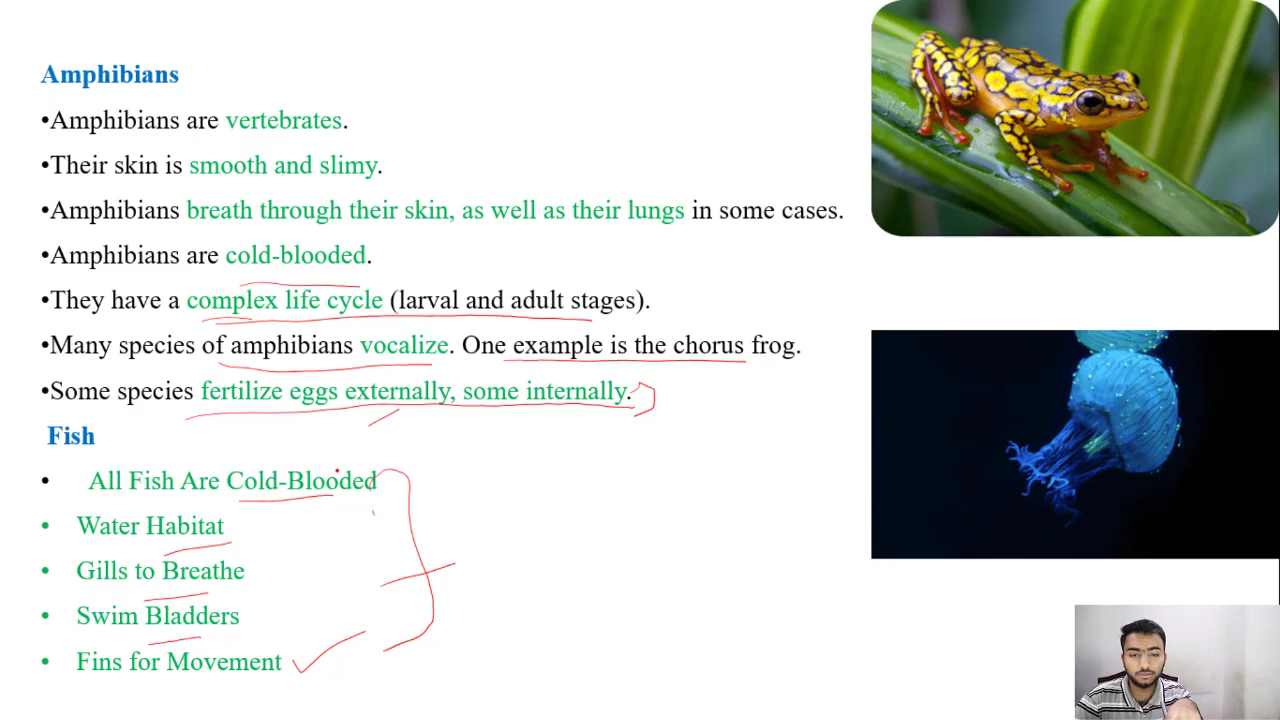 Amphibians
•Amphibians are vertebrates.
•Their skin is smooth and slimy.
•Amphibians breath through their skin, as well as their lungs in some cases.
•Amphibians are cold-blooded.
•They have a complex life cycle (larval and adult stages).
•Many species of amphibians vocalize. One example is the chorus frog.
•Some species fertilize eggs externally, some internally.
Fish
• All Fish Are Cold-Blooded
• Water Habitat
• Gills to Breathe
• Swim Bladders
• Fins for Movement